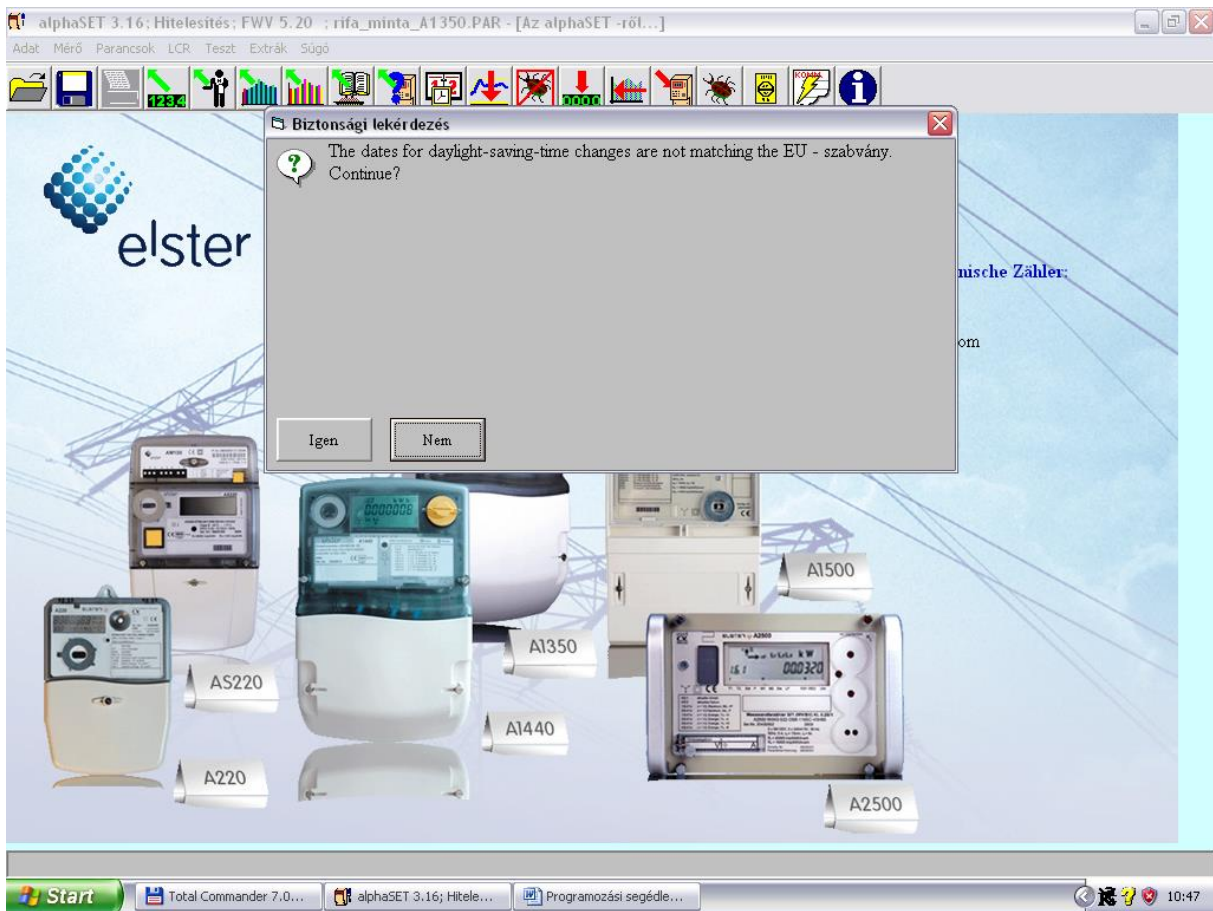 alphaSET 3.16; Hitelesítés; FWV 5.20 ; rifa_minta_A1350.PAR - [Az alphaSET -ről...]
Adat Mérő Parancsok LCR Teszt Extrák Súgó
1234
0000
KOMM.
Biztonsági lekérdezés
The dates for daylight-saving-time changes are not matching the EU - szabvány.
Continue?
Igen Nem
elster
nische Zähler:
om
A1500
A1350
AS220
A1440
A220
A2500
Start
Total Commander 7.0...
alphaSET 3.16; Hitele...
Programozási segédle...
10:47